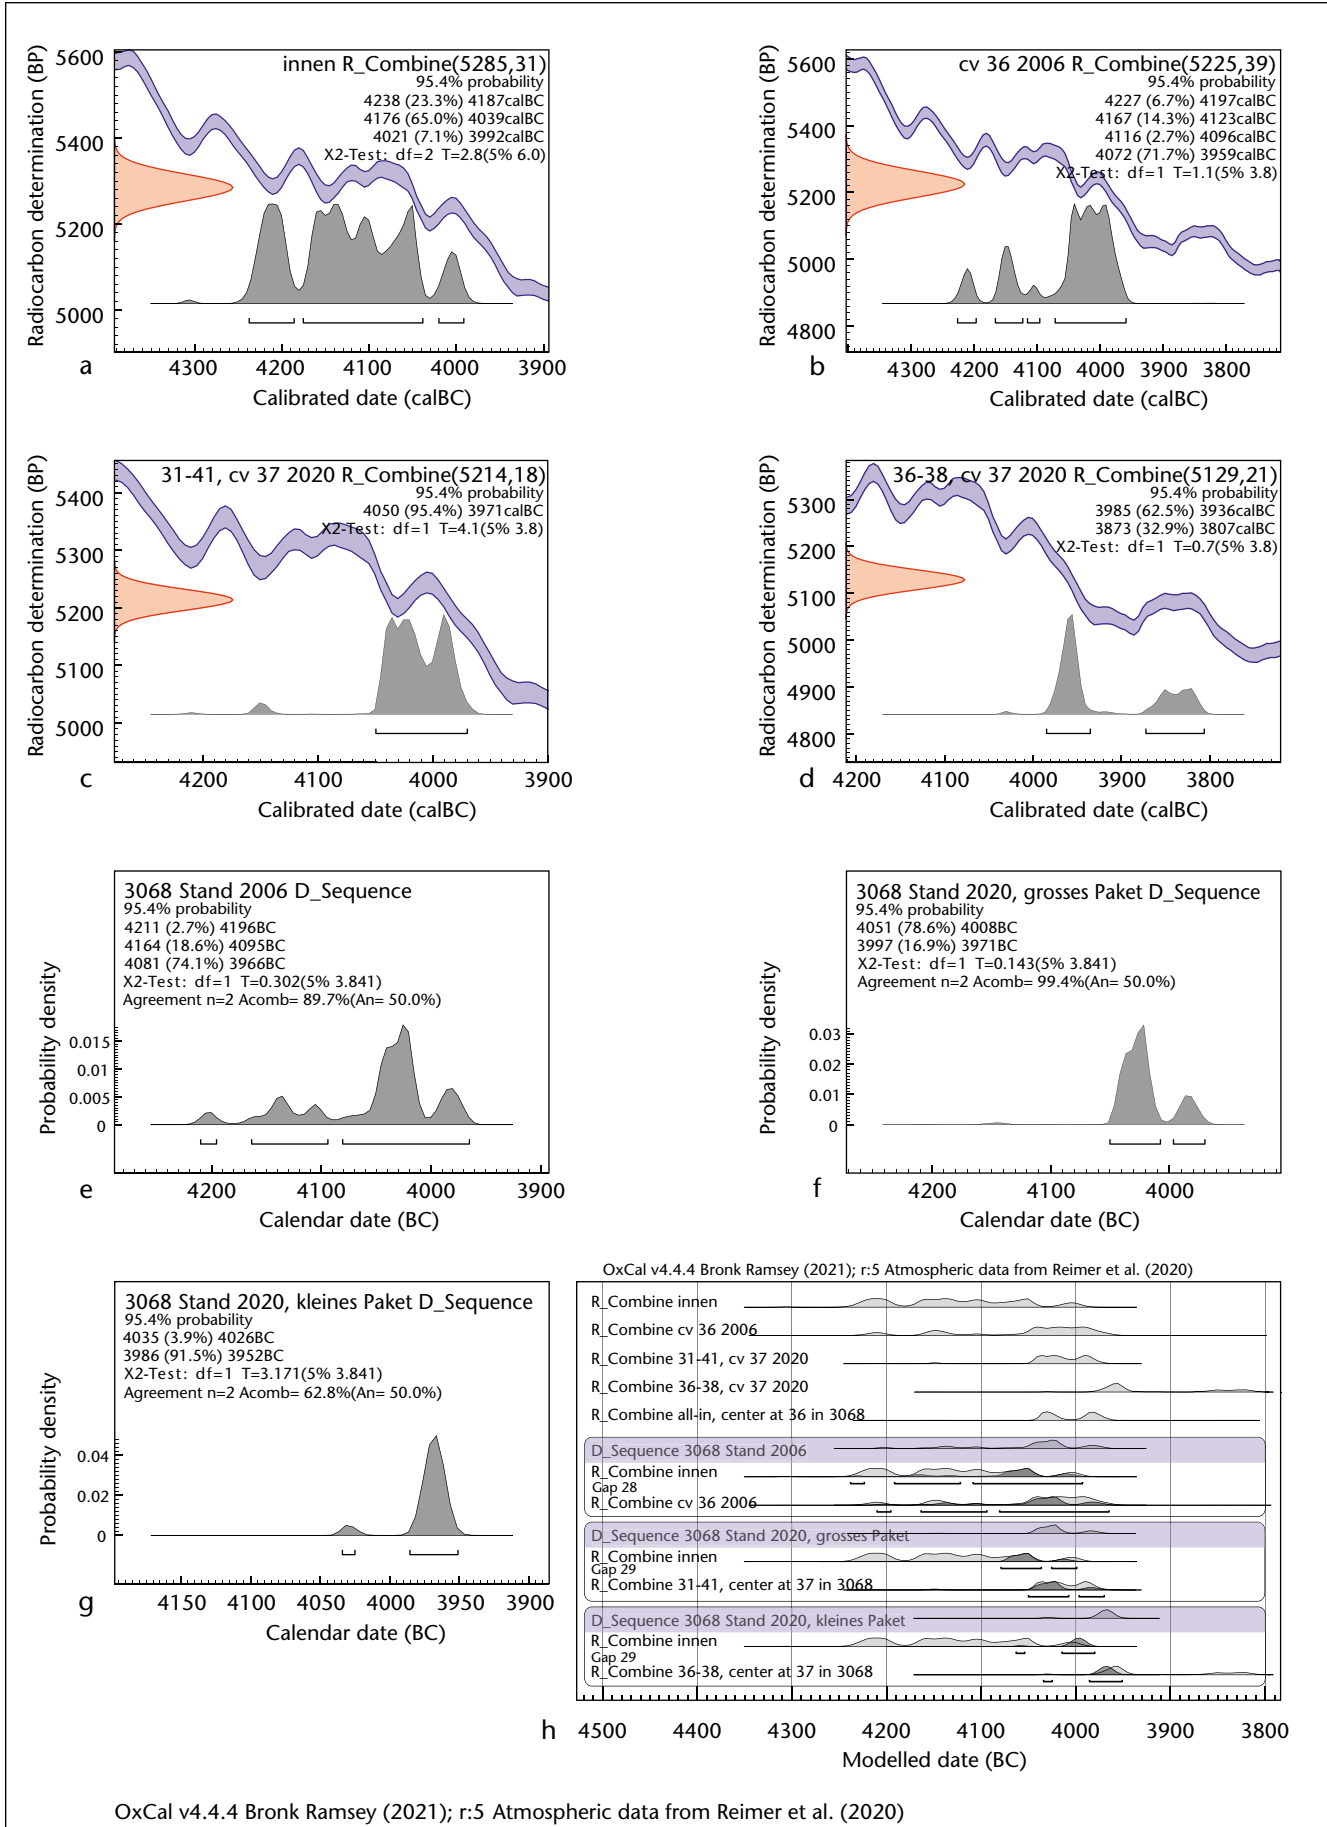 innen R_Combine(5285,31)
95.4% probability
4238 (23.3%) 4187calBC
4176 (65.0%) 4039calBC
4021 (7.1%) 3992calBC
X2-Test: df=2 T=2.8(5% 6.0)
Radiocarbon determination (BP)
5600
5400
5200
5000
4300 4200 4100 4000 3900
a
Calibrated date (calBC)
cv 36 2006 R_Combine(5225,39)
95.4% probability
4227 (6.7%) 4197calBC
4167 (14.3%) 4123calBC
4116 (2.7%) 4096calBC
4072 (71.7%) 3959calBC
X2-Test: df=1 T=1.1(5% 3.8)
Radiocarbon determination (BP)
5600
5400
5200
5000
4800
4300 4200 4100 4000 3900 3800
b
Calibrated date (calBC)
31-41, cv 37 2020 R_Combine(5214,18)
95.4% probability
4050 (95.4%) 3971calBC
X2-Test: df=1 T=4.1(5% 3.8)
Radiocarbon determination (BP)
5400
5300
5200
5100
5000
4200 4100 4000 3900
c
Calibrated date (calBC)
36-38, cv 37 2020 R_Combine(5129,21)
95.4% probability
3985 (62.5%) 3936calBC
3873 (32.9%) 3807calBC
X2-Test: df=1 T=0.7(5% 3.8)
Radiocarbon determination (BP)
5300
5200
5100
5000
4900
4800
4200 4100 4000 3900 3800
d
Calibrated date (calBC)
3068 Stand 2006 D_Sequence
95.4% probability
4211 (2.7%) 4196BC
4164 (18.6%) 4095BC
4081 (74.1%) 3966BC
X2-Test: df=1 T=0.302(5% 3.841)
Agreement n=2 Acomb= 89.7%(An= 50.0%)
Probability density
0.015
0.01
0.005
0
4200 4100 4000 3900
e
Calendar date (BC)
3068 Stand 2020, grosses Paket D_Sequence
95.4% probability
4051 (78.6%) 4008BC
3997 (16.9%) 3971BC
X2-Test: df=1 T=0.143(5% 3.841)
Agreement n=2 Acomb= 99.4%(An= 50.0%)
Probability density
0.03
0.02
0.01
0
4200 4100 4000
f
Calendar date (BC)
3068 Stand 2020, kleines Paket D_Sequence
95.4% probability
4035 (3.9%) 4026BC
3986 (91.5%) 3952BC
X2-Test: df=1 T=3.171(5% 3.841)
Agreement n=2 Acomb= 62.8%(An= 50.0%)
Probability density
0.04
0.02
0
4150 4100 4050 4000 3950 3900
g
Calendar date (BC)
OxCal v4.4.4 Bronk Ramsey (2021); r:5 Atmospheric data from Reimer et al. (2020)
R_Combine innen
R_Combine cv 36 2006
R_Combine 31-41, cv 37 2020
R_Combine 36-38, cv 37 2020
R_Combine all-in, center at 36 in 3068
D_Sequence 3068 Stand 2006
R_Combine innen
Gap 28
R_Combine cv 36 2006
D_Sequence 3068 Stand 2020, grosses Paket
R_Combine innen
Gap 29
R_Combine 31-41, center at 37 in 3068
D_Sequence 3068 Stand 2020, kleines Paket
R_Combine innen
Gap 29
R_Combine 36-38, center at 37 in 3068
4500 4400 4300 4200 4100 4000 3900 3800
h
Modelled date (BC)
OxCal v4.4.4 Bronk Ramsey (2021); r:5 Atmospheric data from Reimer et al. (2020)